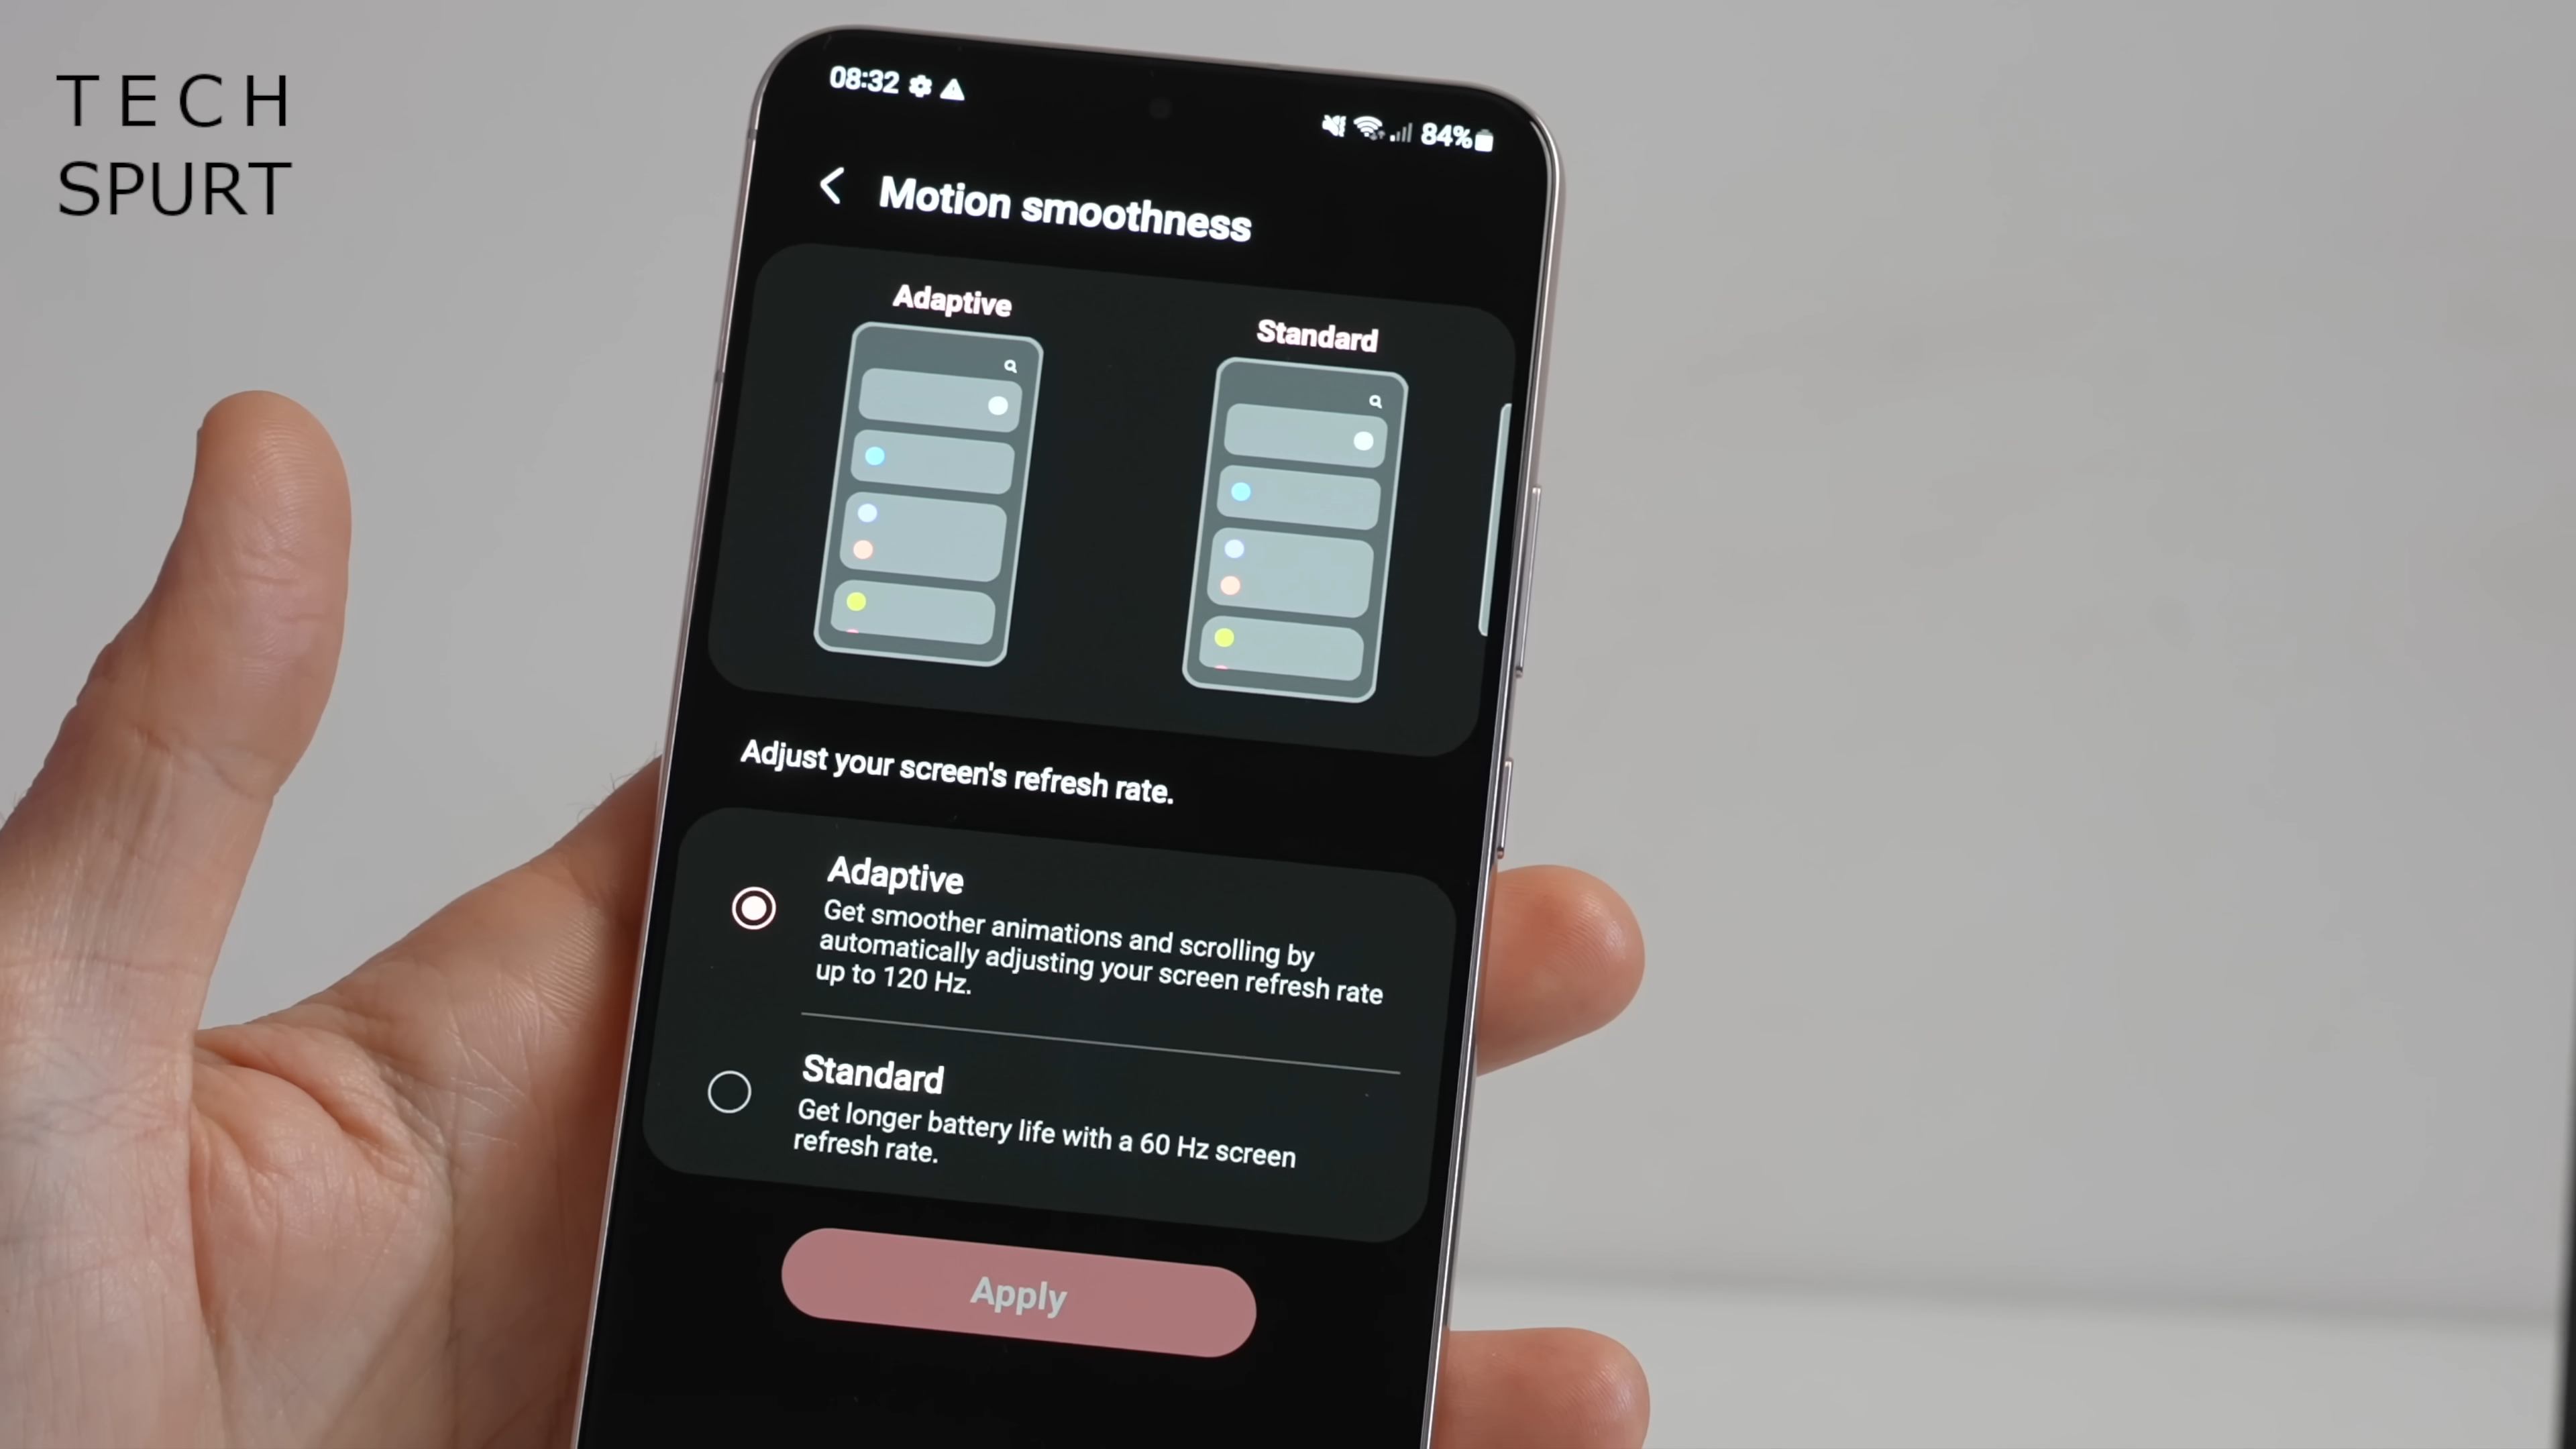 TECH
SPURT
08:32
84%
Motion smoothness
Adaptive
Standard
Adjust your screen's refresh rate.
Adaptive
Get smoother animations and scrolling by
automatically adjusting your screen refresh rate
up to 120 Hz.
Standard
Get longer battery life with a 60 Hz screen
refresh rate.
Apply